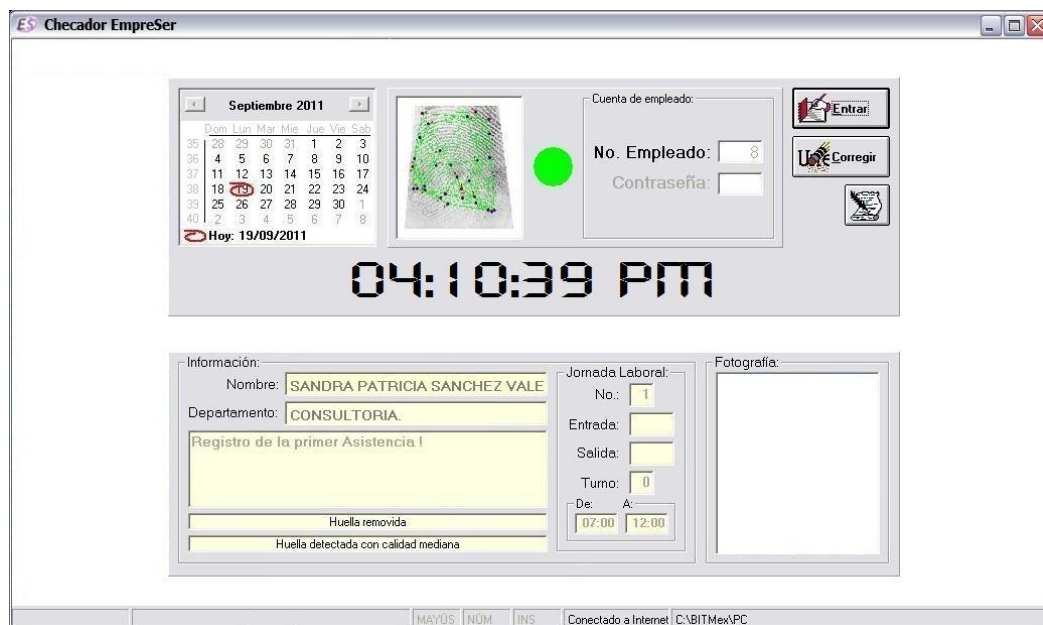 ES Checador EmpreSer
Septiembre 2011
Dom Lun Mar Mie Jue Vie Sab
35 28 29 30 31 1 2 3
36 4 5 6 7 8 9 10
37 11 12 13 14 15 16 17
38 18 19 20 21 22 23 24
39 25 26 27 28 29 30 1
40 2 3 4 5 6 7 8
Hoy: 19/09/2011
Cuenta de empleado:
No. Empleado: 8
Contraseña:
Entrar
Corregir
04:10:39 PM
Información:
Nombre: SANDRA PATRICIA SANCHEZ VALE
Departamento: CONSULTORIA.
Registro de la primer Asistencia !
Huella removida
Huella detectada con calidad mediana
Jornada Laboral:
No.: 1
Entrada:
Salida:
Turno: 0
De: A:
07:00 12:00
Fotografía:
MAYÚS NÚM INS Conectado a Internet C:\BITMex\PC